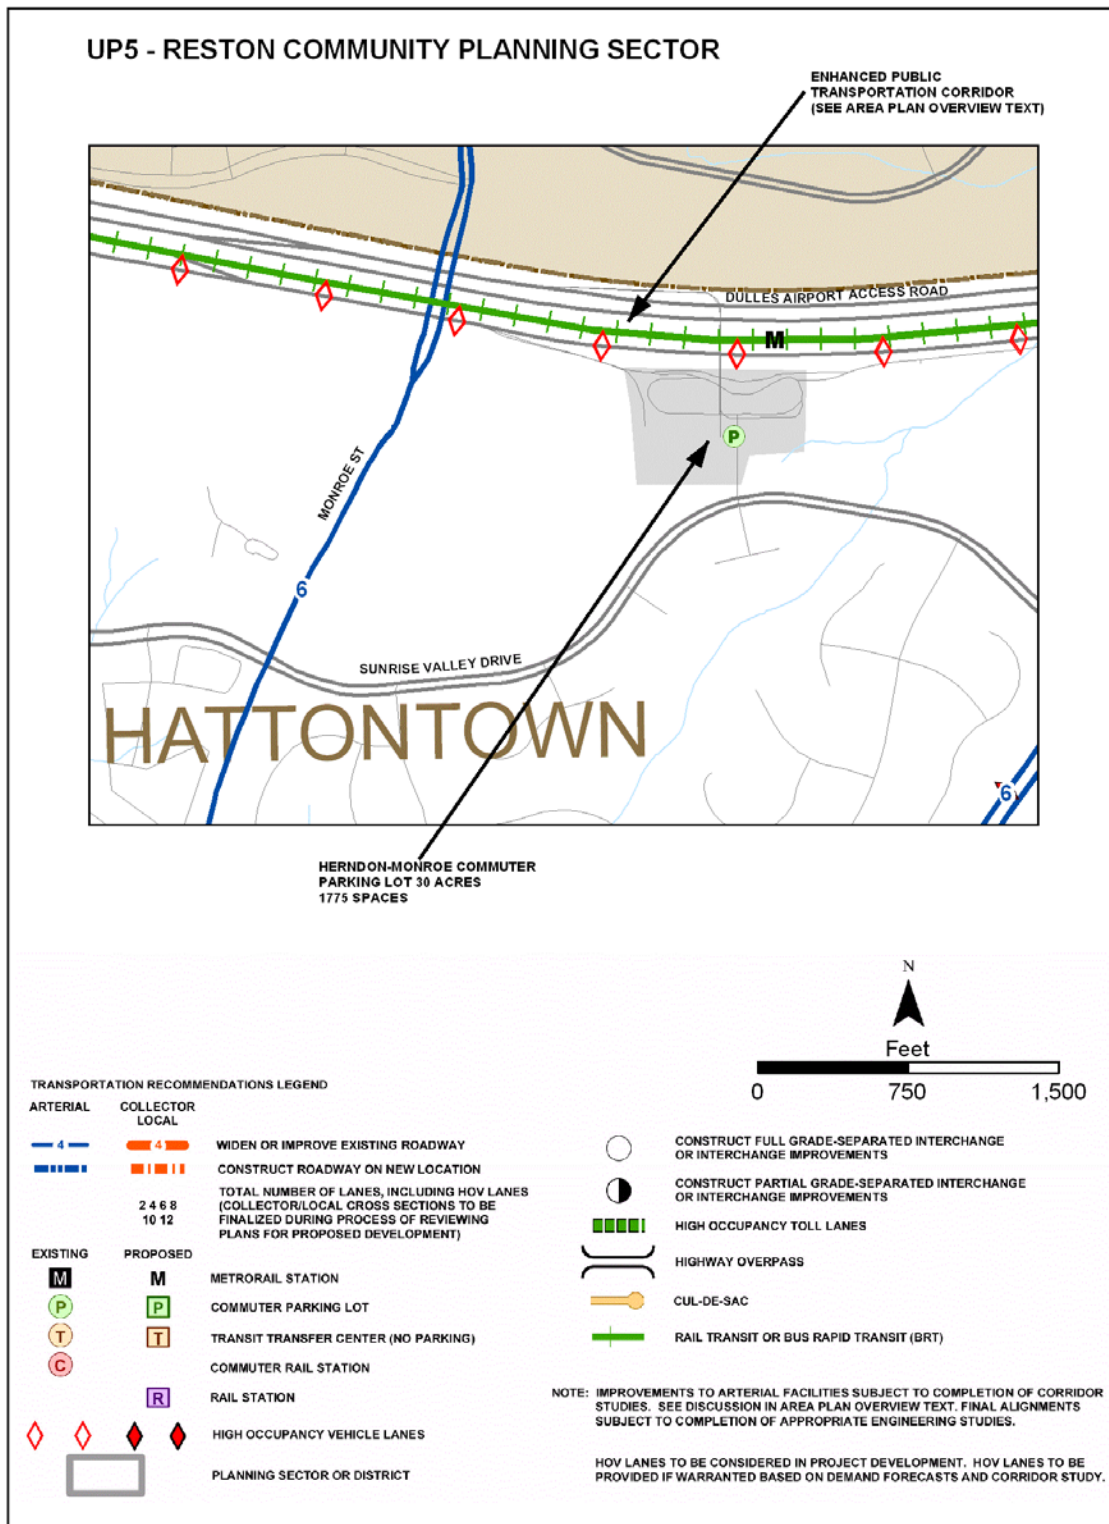 UP5 - RESTON COMMUNITY PLANNING SECTOR
ENHANCED PUBLIC
TRANSPORTATION CORRIDOR
(SEE AREA PLAN OVERVIEW TEXT)
DULLES AIRPORT ACCESS ROAD
M
P
MONROE ST
6
SUNRISE VALLEY DRIVE
HATTONTOWN
6
HERNDON-MONROE COMMUTER
PARKING LOT 30 ACRES
1775 SPACES
N
Feet
0 750 1,500
TRANSPORTATION RECOMMENDATIONS LEGEND
ARTERIAL COLLECTOR
LOCAL
4 4 WIDEN OR IMPROVE EXISTING ROADWAY
CONSTRUCT ROADWAY ON NEW LOCATION
TOTAL NUMBER OF LANES, INCLUDING HOV LANES
2 4 6 8 (COLLECTOR/LOCAL CROSS SECTIONS TO BE
10 12 FINALIZED DURING PROCESS OF REVIEWING
PLANS FOR PROPOSED DEVELOPMENT)
EXISTING PROPOSED
M M METRORAIL STATION
P P COMMUTER PARKING LOT
T T TRANSIT TRANSFER CENTER (NO PARKING)
C COMMUTER RAIL STATION
R RAIL STATION
HIGH OCCUPANCY VEHICLE LANES
PLANNING SECTOR OR DISTRICT
CONSTRUCT FULL GRADE-SEPARATED INTERCHANGE
OR INTERCHANGE IMPROVEMENTS
CONSTRUCT PARTIAL GRADE-SEPARATED INTERCHANGE
OR INTERCHANGE IMPROVEMENTS
HIGH OCCUPANCY TOLL LANES
HIGHWAY OVERPASS
CUL-DE-SAC
RAIL TRANSIT OR BUS RAPID TRANSIT (BRT)
NOTE: IMPROVEMENTS TO ARTERIAL FACILITIES SUBJECT TO COMPLETION OF CORRIDOR
STUDIES. SEE DISCUSSION IN AREA PLAN OVERVIEW TEXT. FINAL ALIGNMENTS
SUBJECT TO COMPLETION OF APPROPRIATE ENGINEERING STUDIES.
HOV LANES TO BE CONSIDERED IN PROJECT DEVELOPMENT. HOV LANES TO BE
PROVIDED IF WARRANTED BASED ON DEMAND FORECASTS AND CORRIDOR STUDY.